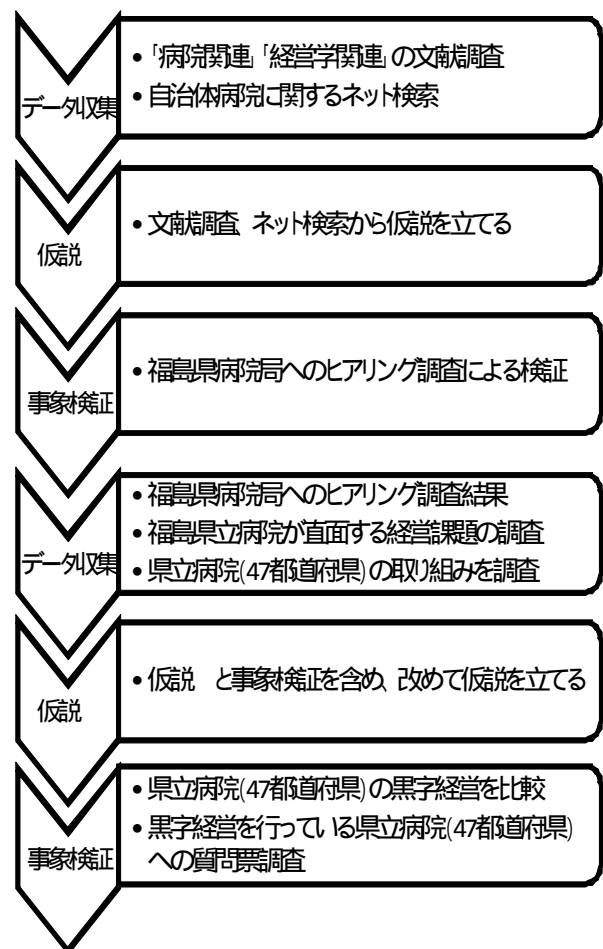 データ収集
•「病院関連」「経営学関連」の文献調査
• 自治体病院に関するネット検索
仮説
• 文献調査、ネット検索から仮説を立てる
事象検証
• 福島県病院局へのヒアリング調査による検証
データ収集
• 福島県病院局へのヒアリング調査結果
• 福島県立病院が直面する経営課題の調査
• 県立病院(47都道府県)の取り組みを調査
仮説
• 仮説 と事象検証を含め、改めて仮説を立てる
事象検証
• 県立病院(47都道府県)の黒字経営を比較
• 黒字経営を行っている県立病院(47都道府県)
への質問票調査